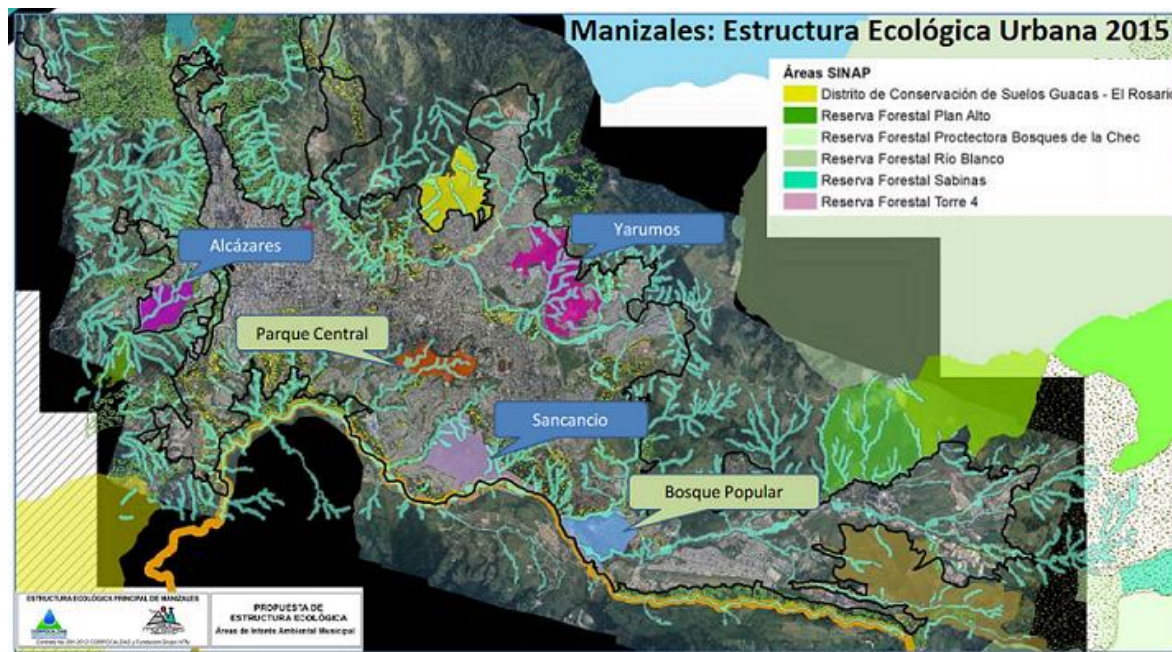 Manizales: Estructura Ecológica Urbana 2015
Áreas SINAP
Distrito de Conservación de Suelos Guacas - El Rosario
Reserva Forestal Plan Alto
Reserva Forestal Proctectora Bosques de la Chec
Reserva Forestal Río Blanco
Reserva Forestal Sabinas
Reserva Forestal Torre 4
Alcázares
Yarumos
Parque Central
Sancancio
Bosque Popular
ESTRUCTURA ECOLÓGICA PRINCIPAL DE MANIZALES
CORPOCALDAS
PROPUESTA DE
ESTRUCTURA ECOLÓGICA
Áreas de Interés Ambiental Municipal